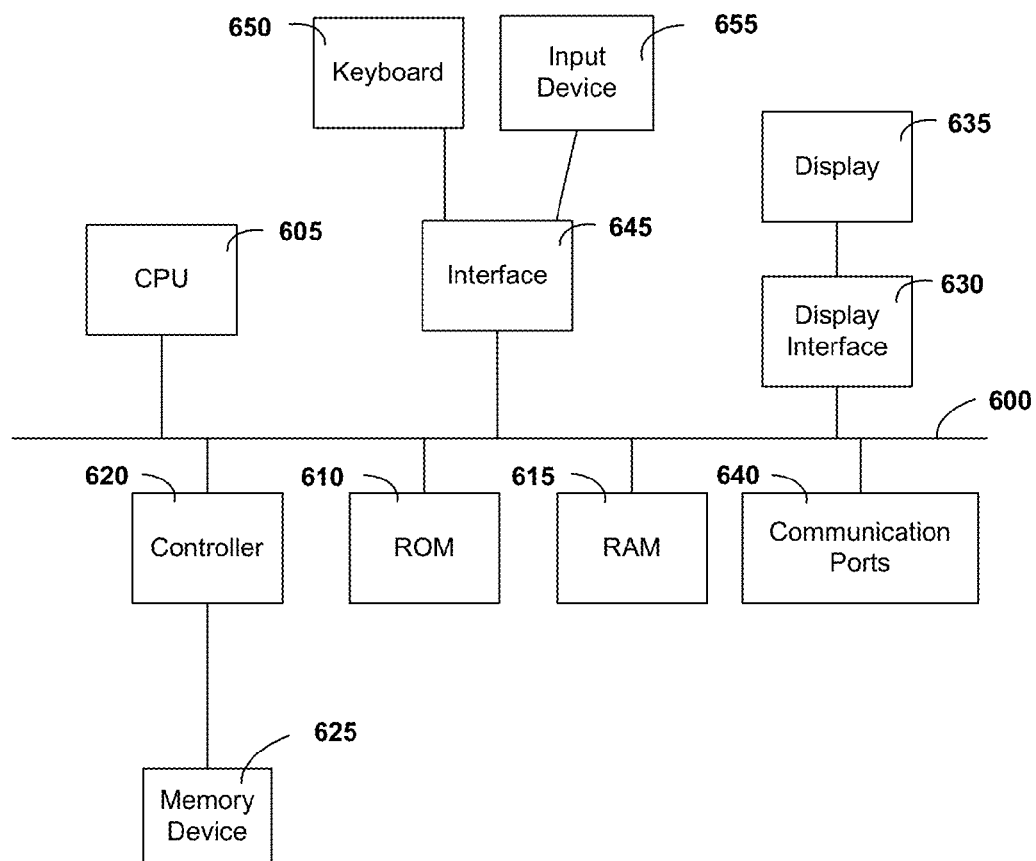 650
Keyboard
655
Input
Device
635
Display
605
CPU
645
Interface
630
Display
Interface
600
620
Controller
610
ROM
615
RAM
640
Communication
Ports
625
Memory
Device